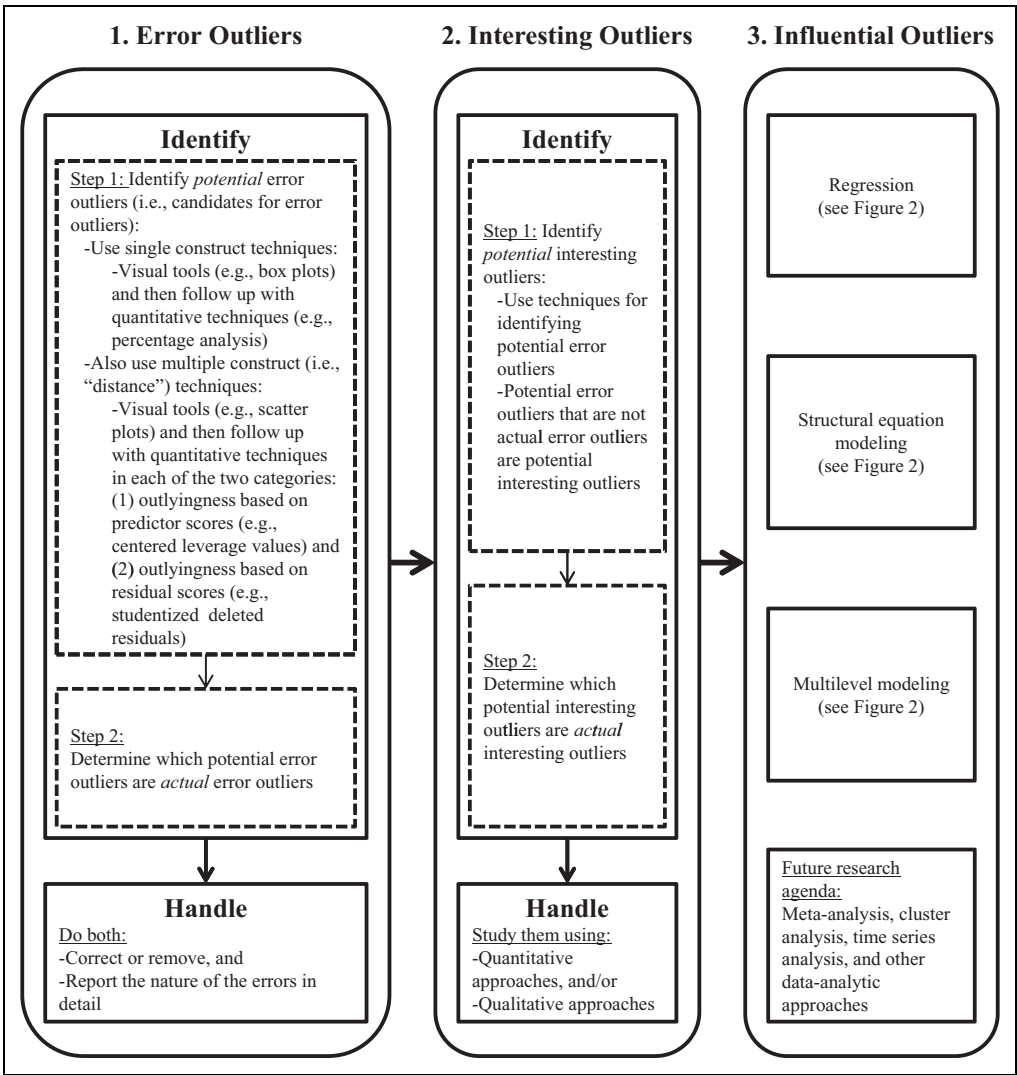 1. Error Outliers
Identify
Step 1: Identify potential error
outliers (i.e., candidates for error
outliers):
-Use single construct techniques:
-Visual tools (e.g., box plots)
and then follow up with
quantitative techniques (e.g.,
percentage analysis)
-Also use multiple construct (i.e.,
“distance”) techniques:
-Visual tools (e.g., scatter
plots) and then follow up
with quantitative techniques
in each of the two categories:
(1) outlyingness based on
predictor scores (e.g.,
centered leverage values) and
(2) outlyingness based on
residual scores (e.g.,
studentized deleted
residuals)
Step 2:
Determine which potential error
outliers are actual error outliers
Handle
Do both:
-Correct or remove, and
-Report the nature of the errors in
detail
2. Interesting Outliers
Identify
Step 1: Identify
potential interesting
outliers:
-Use techniques for
identifying
potential error
outliers
-Potential error
outliers that are not
actual error outliers
are potential
interesting outliers
Step 2:
Determine which
potential interesting
outliers are actual
interesting outliers
Handle
Study them using:
-Quantitative
approaches, and/or
-Qualitative approaches
3. Influential Outliers
Regression
(see Figure 2)
Structural equation
modeling
(see Figure 2)
Multilevel modeling
(see Figure 2)
Future research
agenda:
Meta-analysis, cluster
analysis, time series
analysis, and other
data-analytic
approaches